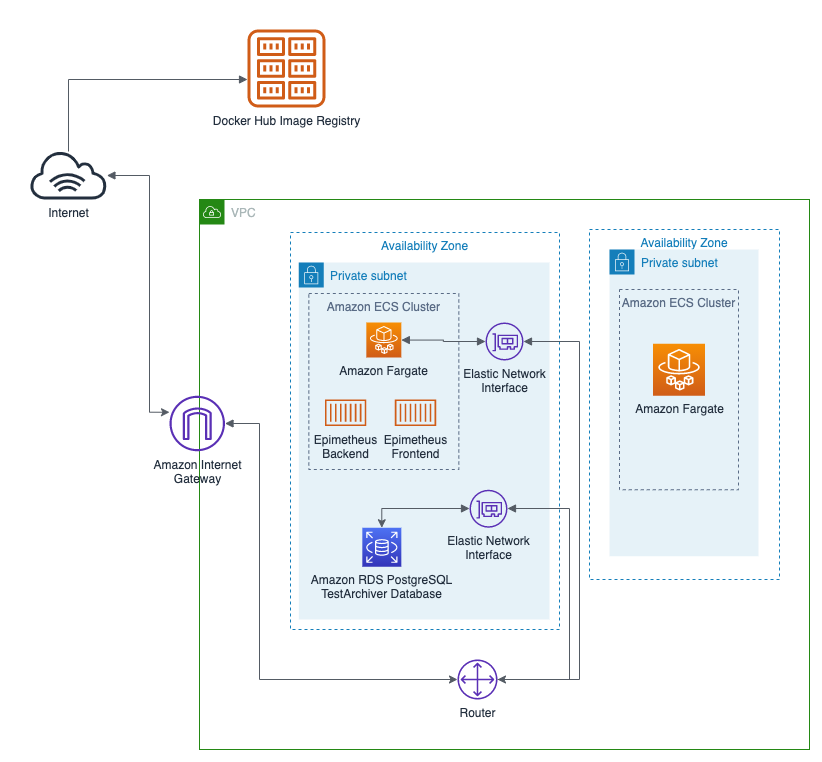 Docker Hub Image Registry
Internet
VPC
Availability Zone
Private subnet
Amazon ECS Cluster
Amazon Fargate
Elastic Network
Interface
Epimetheus
Backend
Epimetheus
Frontend
Elastic Network
Interface
Amazon RDS PostgreSQL
TestArchiver Database
Availability Zone
Private subnet
Amazon ECS Cluster
Amazon Fargate
Amazon Internet
Gateway
Router